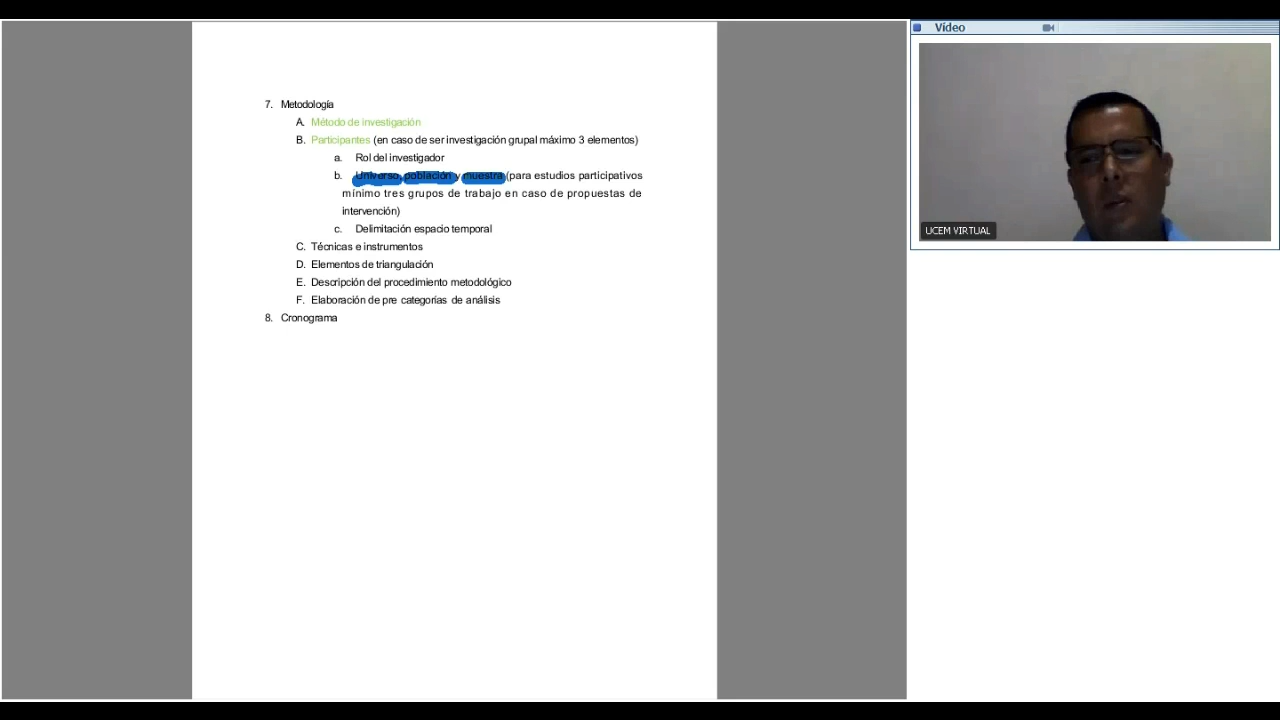 7. Metodología
A. Método de investigación
B. Participantes (en caso de ser investigación grupal máximo 3 elementos)
a. Rol del investigador
b. Universo, población y muestra (para estudios participativos
mínimo tres grupos de trabajo en caso de propuestas de
intervención)
c. Delimitación espacio temporal
C. Técnicas e instrumentos
D. Elementos de triangulación
E. Descripción del procedimiento metodológico
F. Elaboración de pre categorías de análisis
8. Cronograma
Vídeo
UCEM VIRTUAL